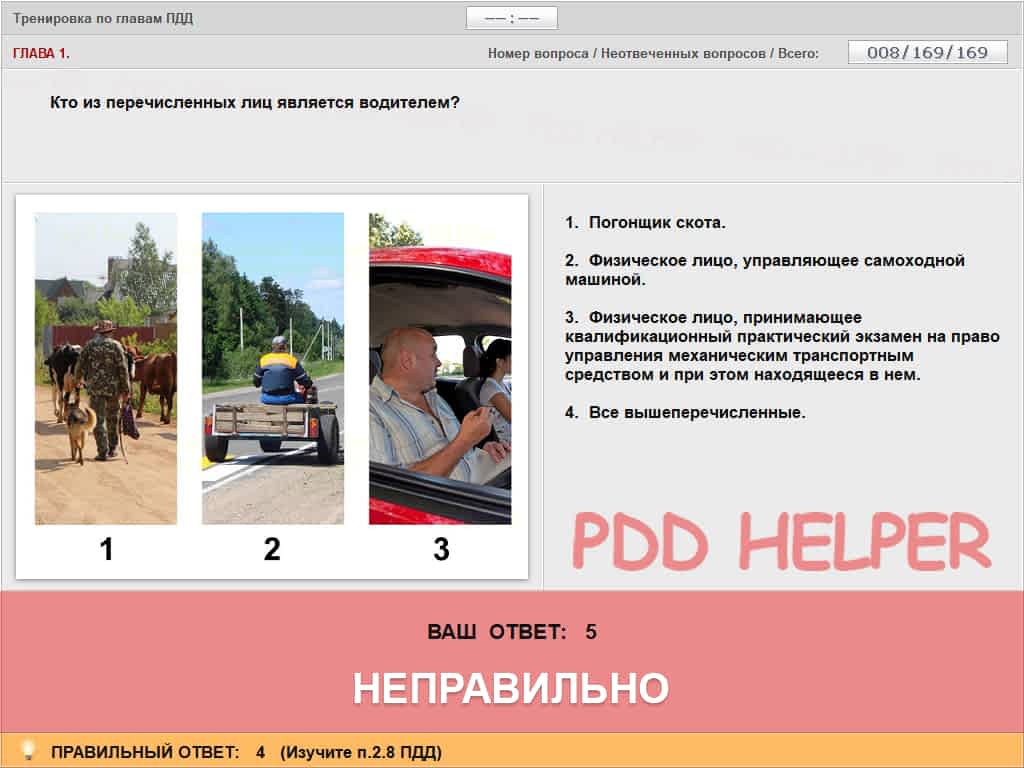 Тренировка по главам ПДД
–– : ––
ГЛАВА 1.
Номер вопроса / Неотвеченных вопросов / Всего:
008/169/169
Кто из перечисленных лиц является водителем?
1. Погонщик скота.
2. Физическое лицо, управляющее самоходной
машиной.
3. Физическое лицо, принимающее
квалификационный практический экзамен на право
управления механическим транспортным
средством и при этом находящееся в нем.
4. Все вышеперечисленные.
1
2
3
PDD HELPER
ВАШ ОТВЕТ: 5
НЕПРАВИЛЬНО
ПРАВИЛЬНЫЙ ОТВЕТ: 4 (Изучите п.2.8 ПДД)